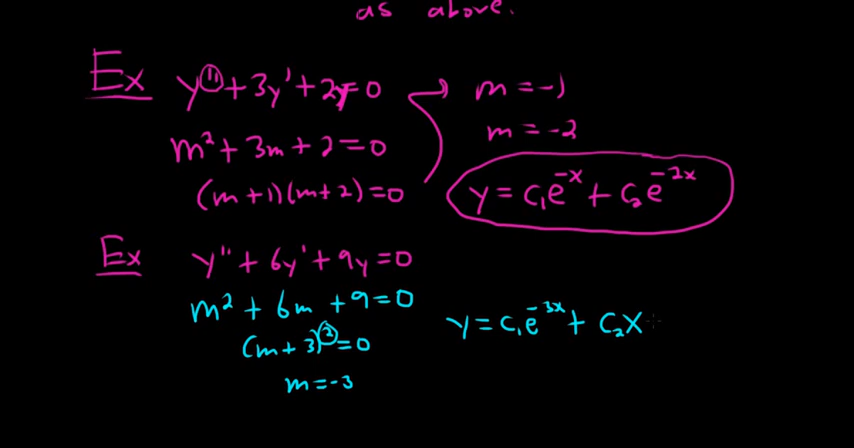 as above.
Ex y'' + 3y' + 2y = 0
m² + 3m + 2 = 0
(m + 1)(m + 2) = 0
m = -1
m = -2
y = c₁e⁻ˣ + c₂e⁻²ˣ
Ex y'' + 6y' + 9y = 0
m² + 6m + 9 = 0
(m + 3)² = 0
m = -3
y = c₁e⁻³ˣ + c₂x